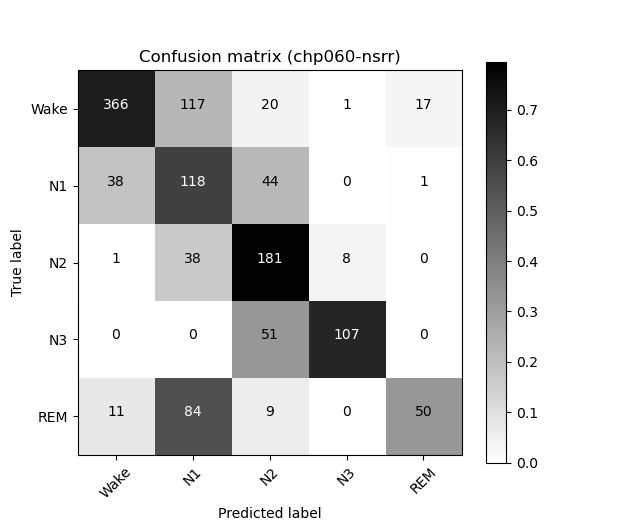 Confusion matrix (chp060-nsrr)
True label
Wake 366 117 20 1 17
N1 38 118 44 0 1
N2 1 38 181 8 0
N3 0 0 51 107 0
REM 11 84 9 0 50
Wake N1 N2 N3 REM
Predicted label
0.7
0.6
0.5
0.4
0.3
0.2
0.1
0.0